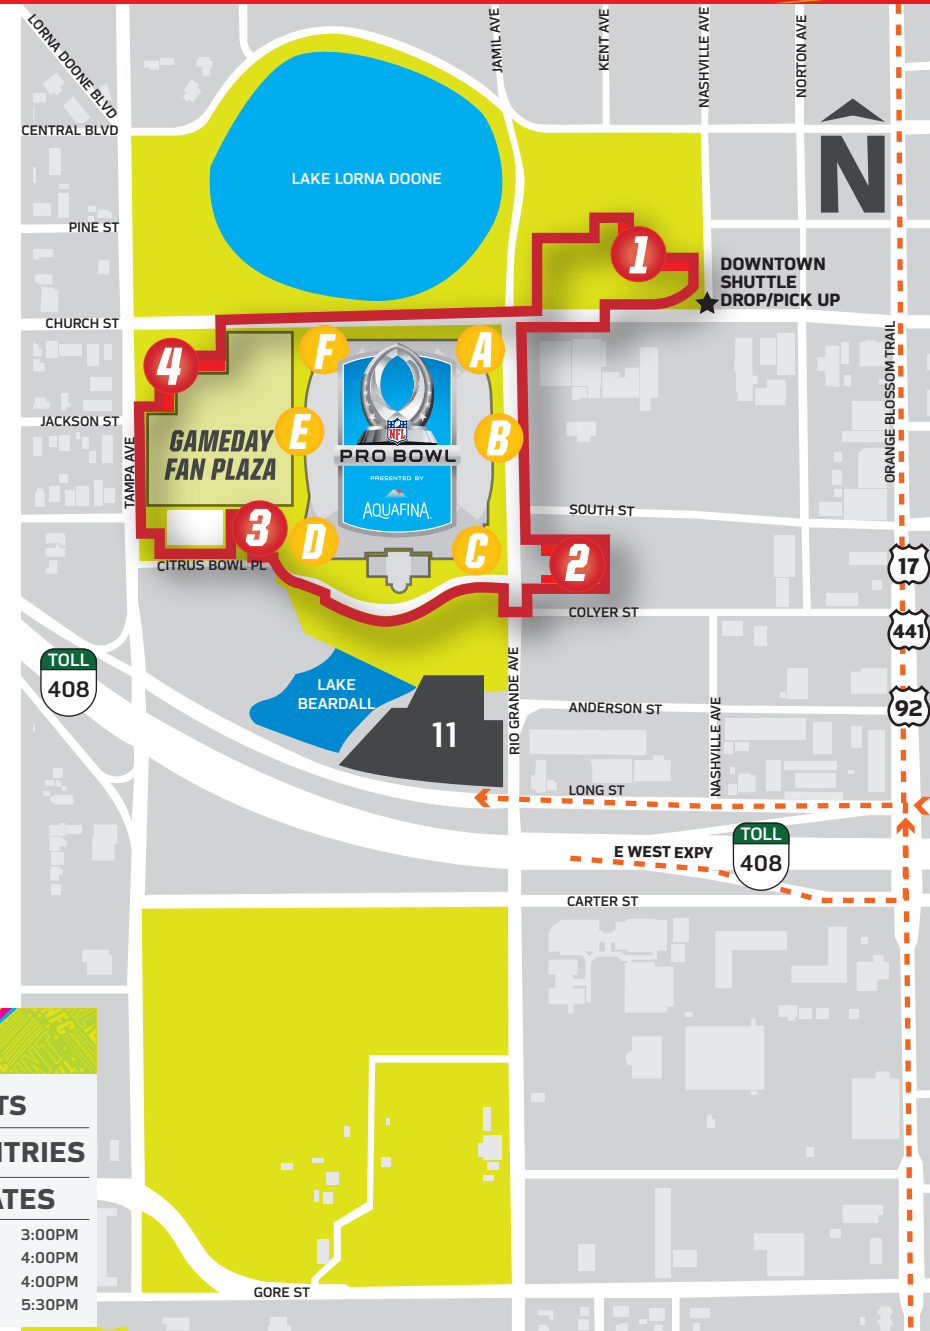 LORNA DOONE BLVD
JAMIL AVE
KENT AVE
NASHVILLE AVE
NORTON AVE
CENTRAL BLVD
N
LAKE LORNA DOONE
PINE ST
1
DOWNTOWN
SHUTTLE
DROP/PICK UP
CHURCH ST
4
F
A
ORANGE BLOSSOM TRAIL
JACKSON ST
TAMPA AVE
GAMEDAY
FAN PLAZA
E
B
NFL
PRO BOWL
PRESENTED BY
AQUAFINA
SOUTH ST
3
D
C
2
CITRUS BOWL PL
17
COLYER ST
441
TOLL
408
LAKE
BEARDALL
RIO GRANDE AVE
11
ANDERSON ST
NASHVILLE AVE
92
LONG ST
TOLL
408
E WEST EXPY
CARTER ST
TS
NTRIES
ATES
3:00PM
4:00PM
4:00PM
5:30PM
GORE ST